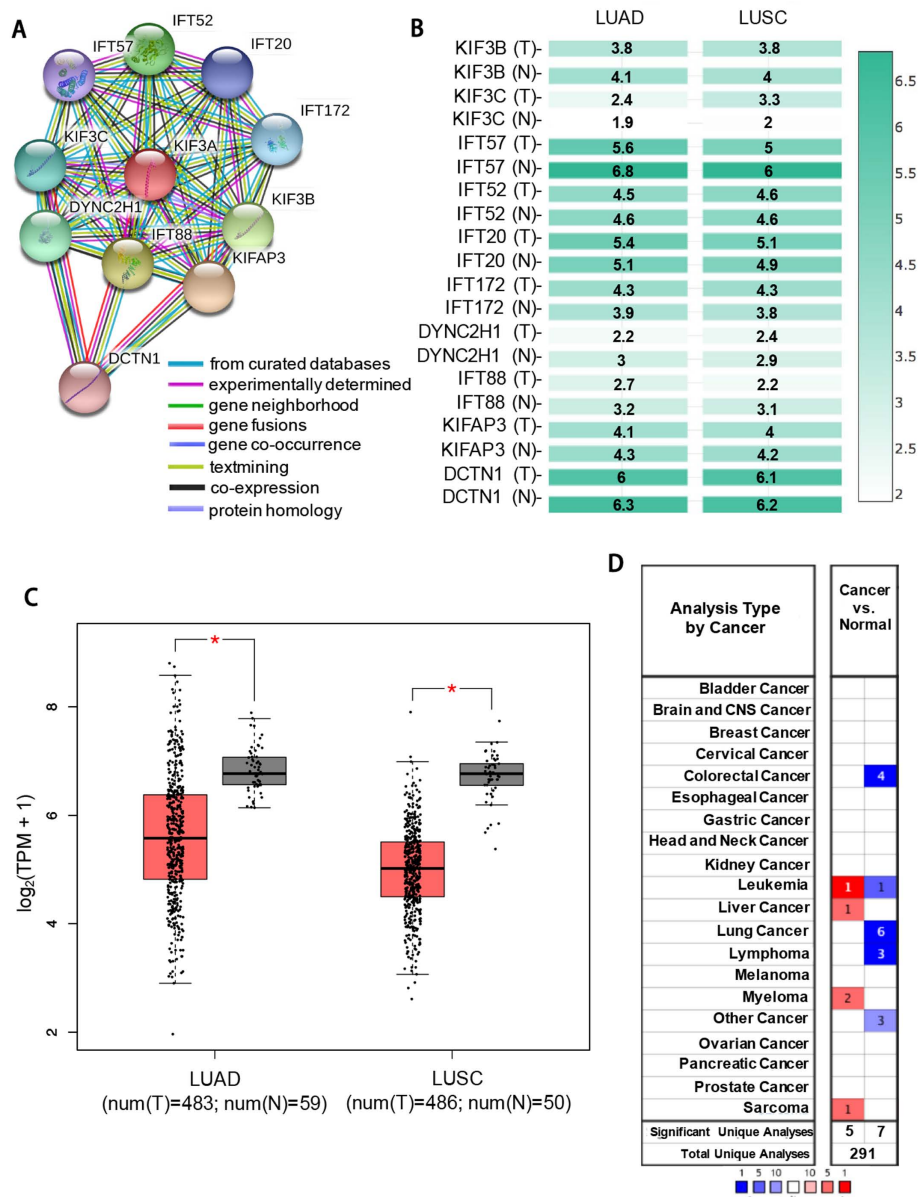 A
IFT52
IFT57
IFT20
IFT172
KIF3C
KIF3A
KIF3B
DYNC2H1
IFT88
KIFAP3
DCTN1
from curated databases
experimentally determined
gene neighborhood
gene fusions
gene co-occurrence
textmining
co-expression
protein homology
B
LUAD LUSC
KIF3B (T)- 3.8 3.8
KIF3B (N)- 4.1 4
KIF3C (T)- 2.4 3.3
KIF3C (N)- 1.9 2
IFT57 (T)- 5.6 5
IFT57 (N)- 6.8 6
IFT52 (T)- 4.5 4.6
IFT52 (N)- 4.6 4.6
IFT20 (T)- 5.4 5.1
IFT20 (N)- 5.1 4.9
IFT172 (T)- 4.3 4.3
IFT172 (N)- 3.9 3.8
DYNC2H1 (T)- 2.2 2.4
DYNC2H1 (N)- 3 2.9
IFT88 (T)- 2.7 2.2
IFT88 (N)- 3.2 3.1
KIFAP3 (T)- 4.1 4
KIFAP3 (N)- 4.3 4.2
DCTN1 (T)- 6 6.1
DCTN1 (N)- 6.3 6.2
6.5
6
5.5
5
4.5
4
3.5
3
2.5
2
C
log₂(TPM + 1)
8
6
4
2
*
*
LUAD
(num(T)=483; num(N)=59)
LUSC
(num(T)=486; num(N)=50)
D
Analysis Type
by Cancer
Cancer
vs.
Normal
Bladder Cancer
Brain and CNS Cancer
Breast Cancer
Cervical Cancer
Colorectal Cancer 4
Esophageal Cancer
Gastric Cancer
Head and Neck Cancer
Kidney Cancer
Leukemia 1 1
Liver Cancer 1
Lung Cancer 6
Lymphoma 3
Melanoma
Myeloma 2
Other Cancer 3
Ovarian Cancer
Pancreatic Cancer
Prostate Cancer
Sarcoma 1
Significant Unique Analyses 5 7
Total Unique Analyses 291
1 5 10 10 5 1